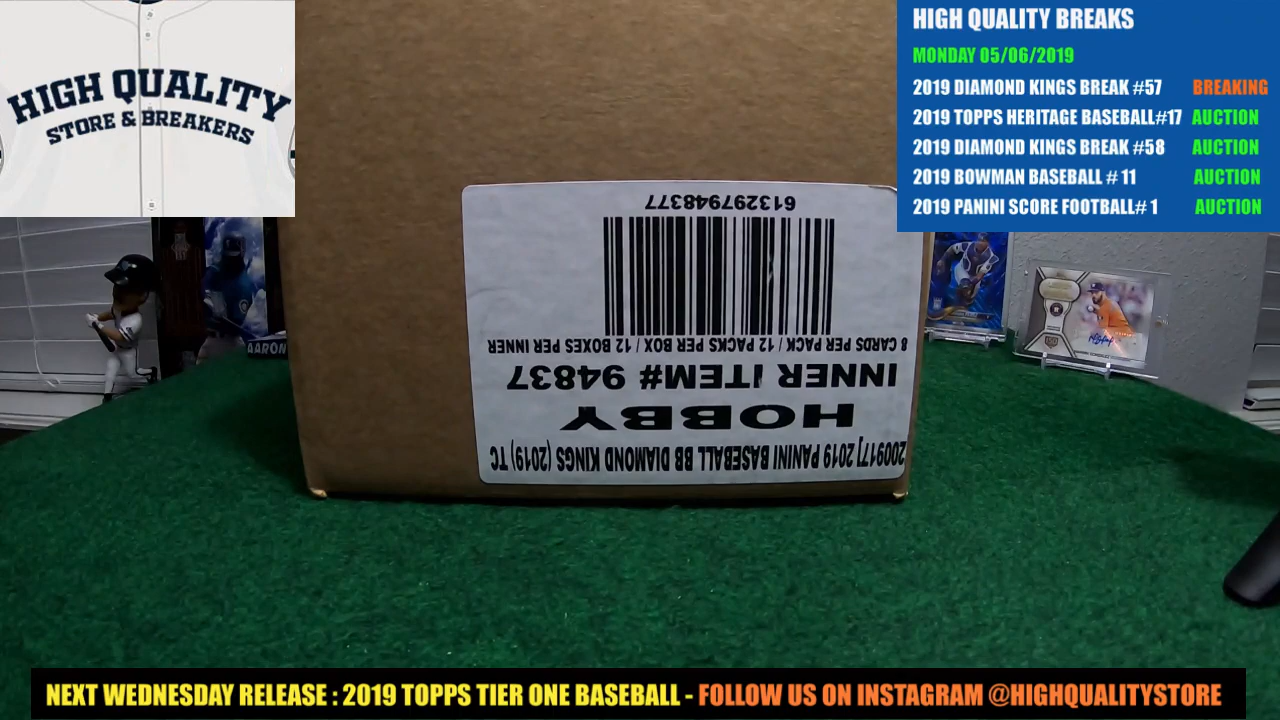 HIGH QUALITY
STORE & BREAKERS
HIGH QUALITY BREAKS
MONDAY 05/06/2019
2019 DIAMOND KINGS BREAK #57 BREAKING
2019 TOPPS HERITAGE BASEBALL#17 AUCTION
2019 DIAMOND KINGS BREAK #58 AUCTION
2019 BOWMAN BASEBALL # 11 AUCTION
2019 PANINI SCORE FOOTBALL# 1 AUCTION
200917] 2019 PANINI BASEBALL BB DIAMOND KINGS (2019) TC
HOBBY
INNER ITEM# 94837
8 CARDS PER PACK / 12 PACKS PER BOX / 12 BOXES PER INNER
613297948377
AARON
NEXT WEDNESDAY RELEASE : 2019 TOPPS TIER ONE BASEBALL - FOLLOW US ON INSTAGRAM @HIGHQUALITYSTORE